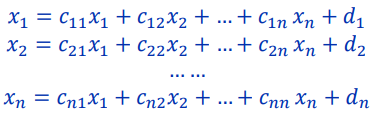 x₁ = c₁₁x₁ + c₁₂x₂ + … + c₁ₙ xₙ + d₁
x₂ = c₂₁x₁ + c₂₂x₂ + … + c₂ₙ xₙ + d₂
… …
xₙ = cₙ₁x₁ + cₙ₂x₂ + … + cₙₙ xₙ + dₙ